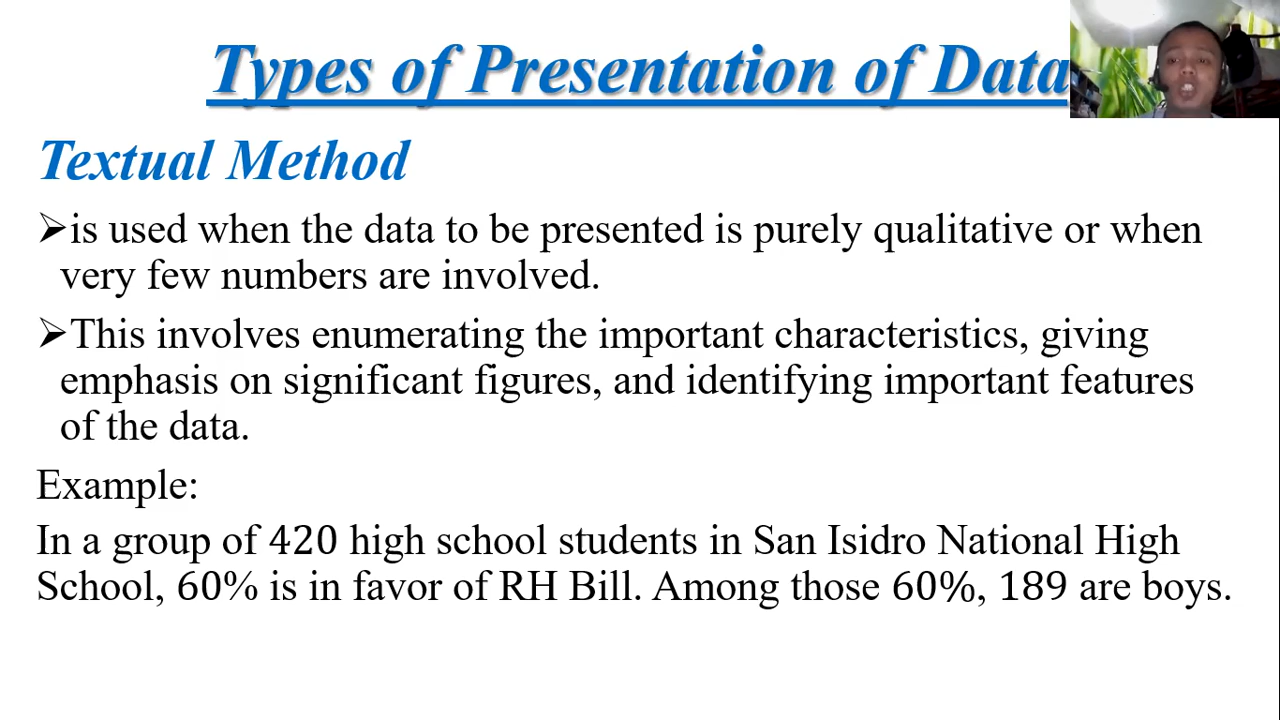 Types of Presentation of Data
Textual Method
➢is used when the data to be presented is purely qualitative or when
very few numbers are involved.
➢This involves enumerating the important characteristics, giving
emphasis on significant figures, and identifying important features
of the data.
Example:
In a group of 420 high school students in San Isidro National High
School, 60% is in favor of RH Bill. Among those 60%, 189 are boys.